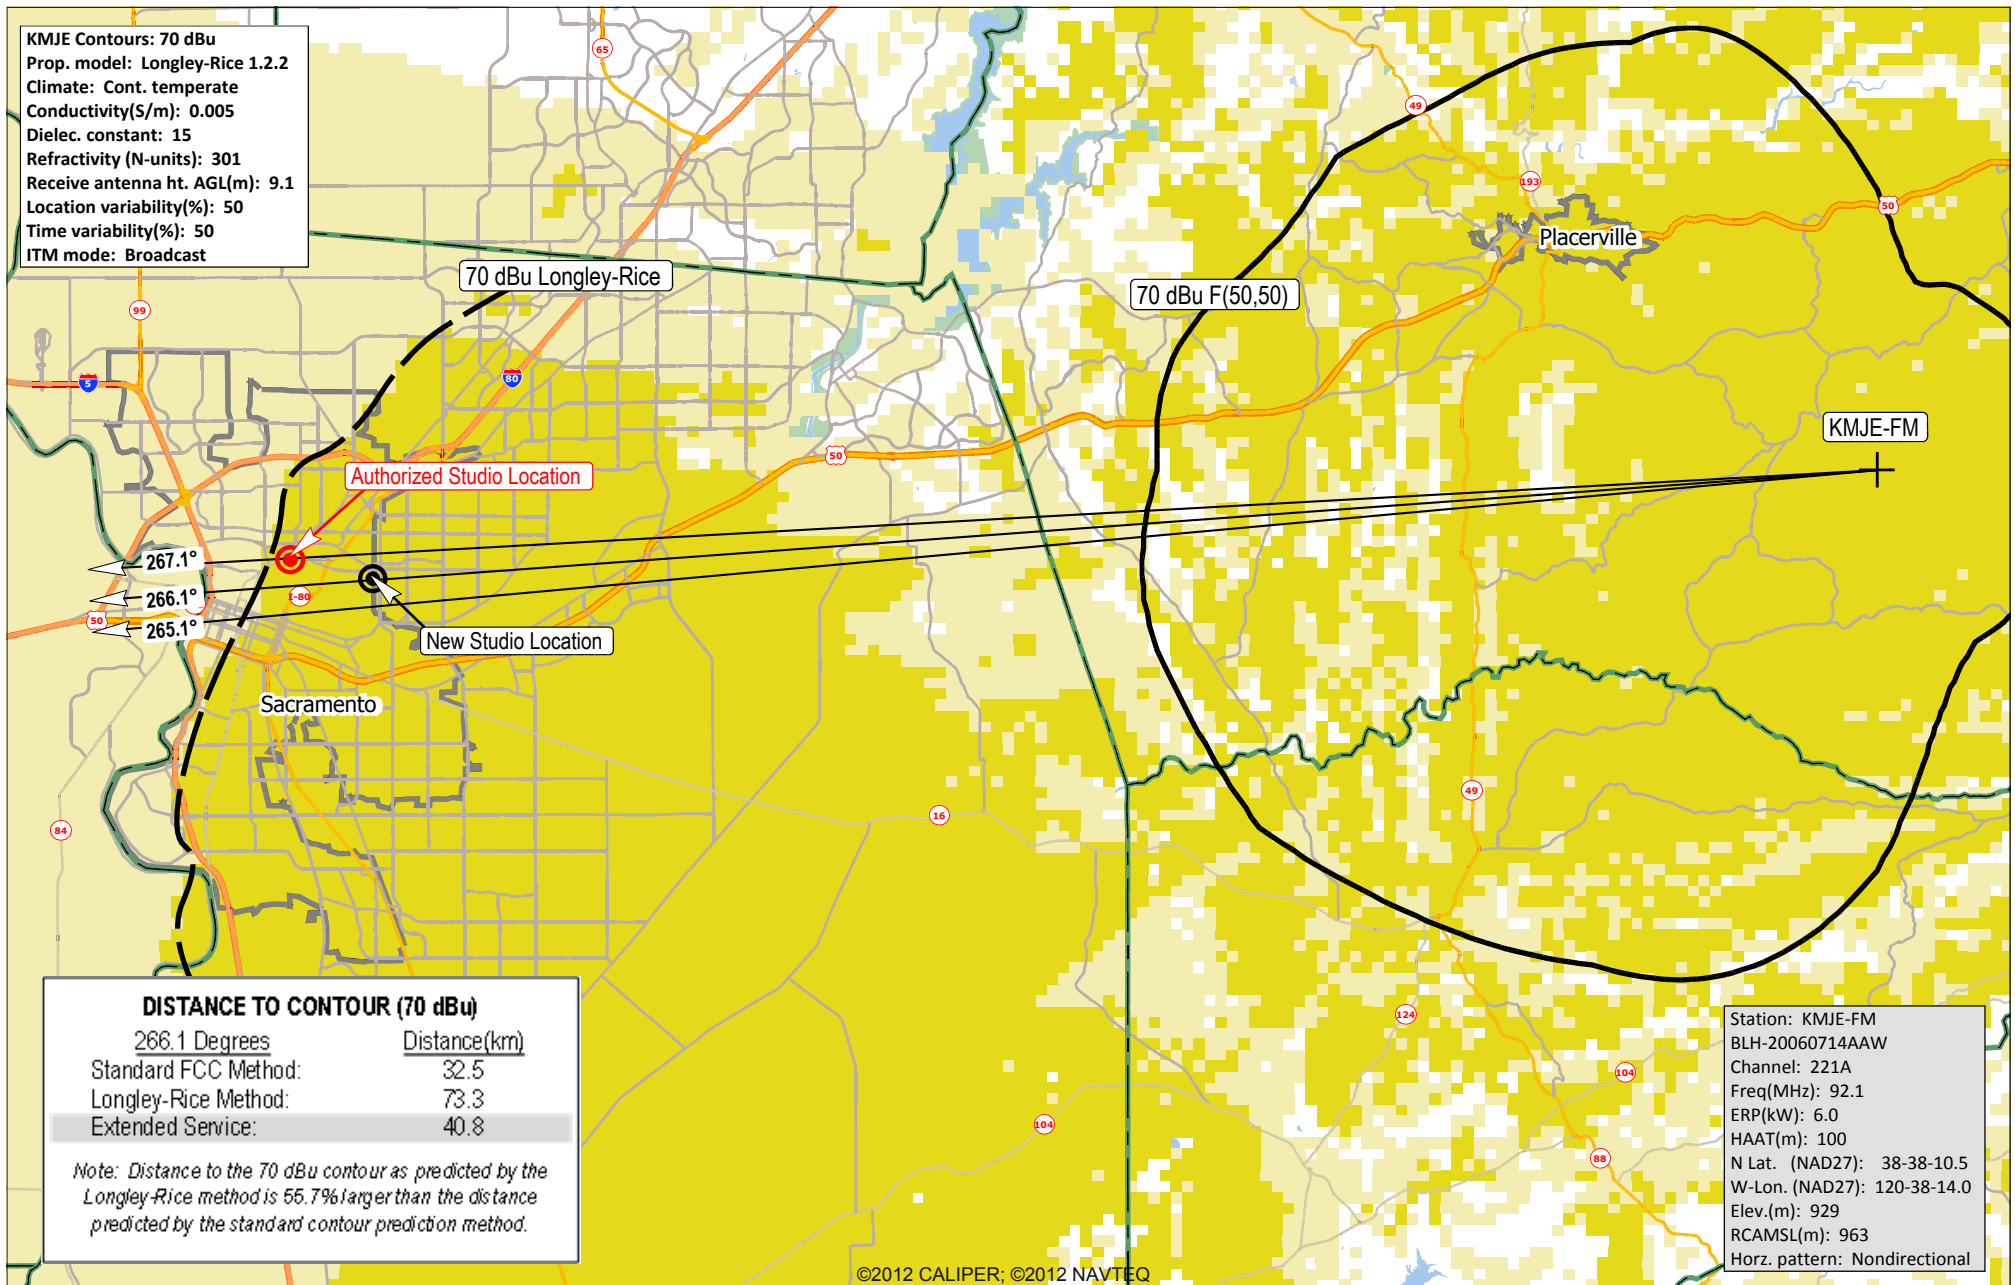 KMJE Contours: 70 dBu
Prop. model: Longley-Rice 1.2.2
Climate: Cont. temperate
Conductivity(S/m): 0.005
Dielec. constant: 15
Refractivity (N-units): 301
Receive antenna ht. AGL(m): 9.1
Location variability(%): 50
Time variability(%): 50
ITM mode: Broadcast
65
49
193
50
Placerville
70 dBu Longley-Rice
70 dBu F(50,50)
99
5
80
50
KMJE-FM
Authorized Studio Location
267.1°
266.1°
265.1°
50
I-80
New Studio Location
Sacramento
84
16
49
124
104
104
88
DISTANCE TO CONTOUR (70 dBu)
266.1 Degrees Distance(km)
Standard FCC Method: 32.5
Longley-Rice Method: 73.3
Extended Service: 40.8
Note: Distance to the 70 dBu contour as predicted by the
Longley-Rice method is 55.7% larger than the distance
predicted by the standard contour prediction method.
Station: KMJE-FM
BLH-20060714AAW
Channel: 221A
Freq(MHz): 92.1
ERP(kW): 6.0
HAAT(m): 100
N Lat. (NAD27): 38-38-10.5
W-Lon. (NAD27): 120-38-14.0
Elev.(m): 929
RCAMSL(m): 963
Horz. pattern: Nondirectional
©2012 CALIPER; ©2012 NAVTEQ